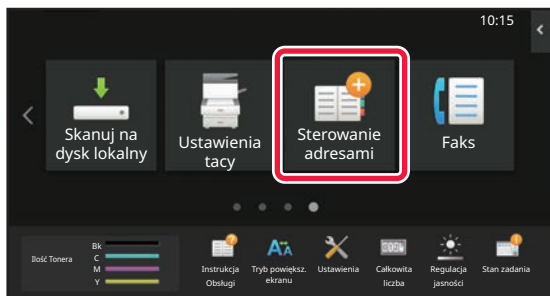 10:15
Skanuj na
dysk lokalny
Ustawienia
tacy
Sterowanie
adresami
Faks
Ilość Tonera
Bk
C
M
Y
Instrukcja
Obsługi
Tryb powiększ.
ekranu
Ustawienia
Całkowita
liczba
Regulacja
jasności
Stan zadania